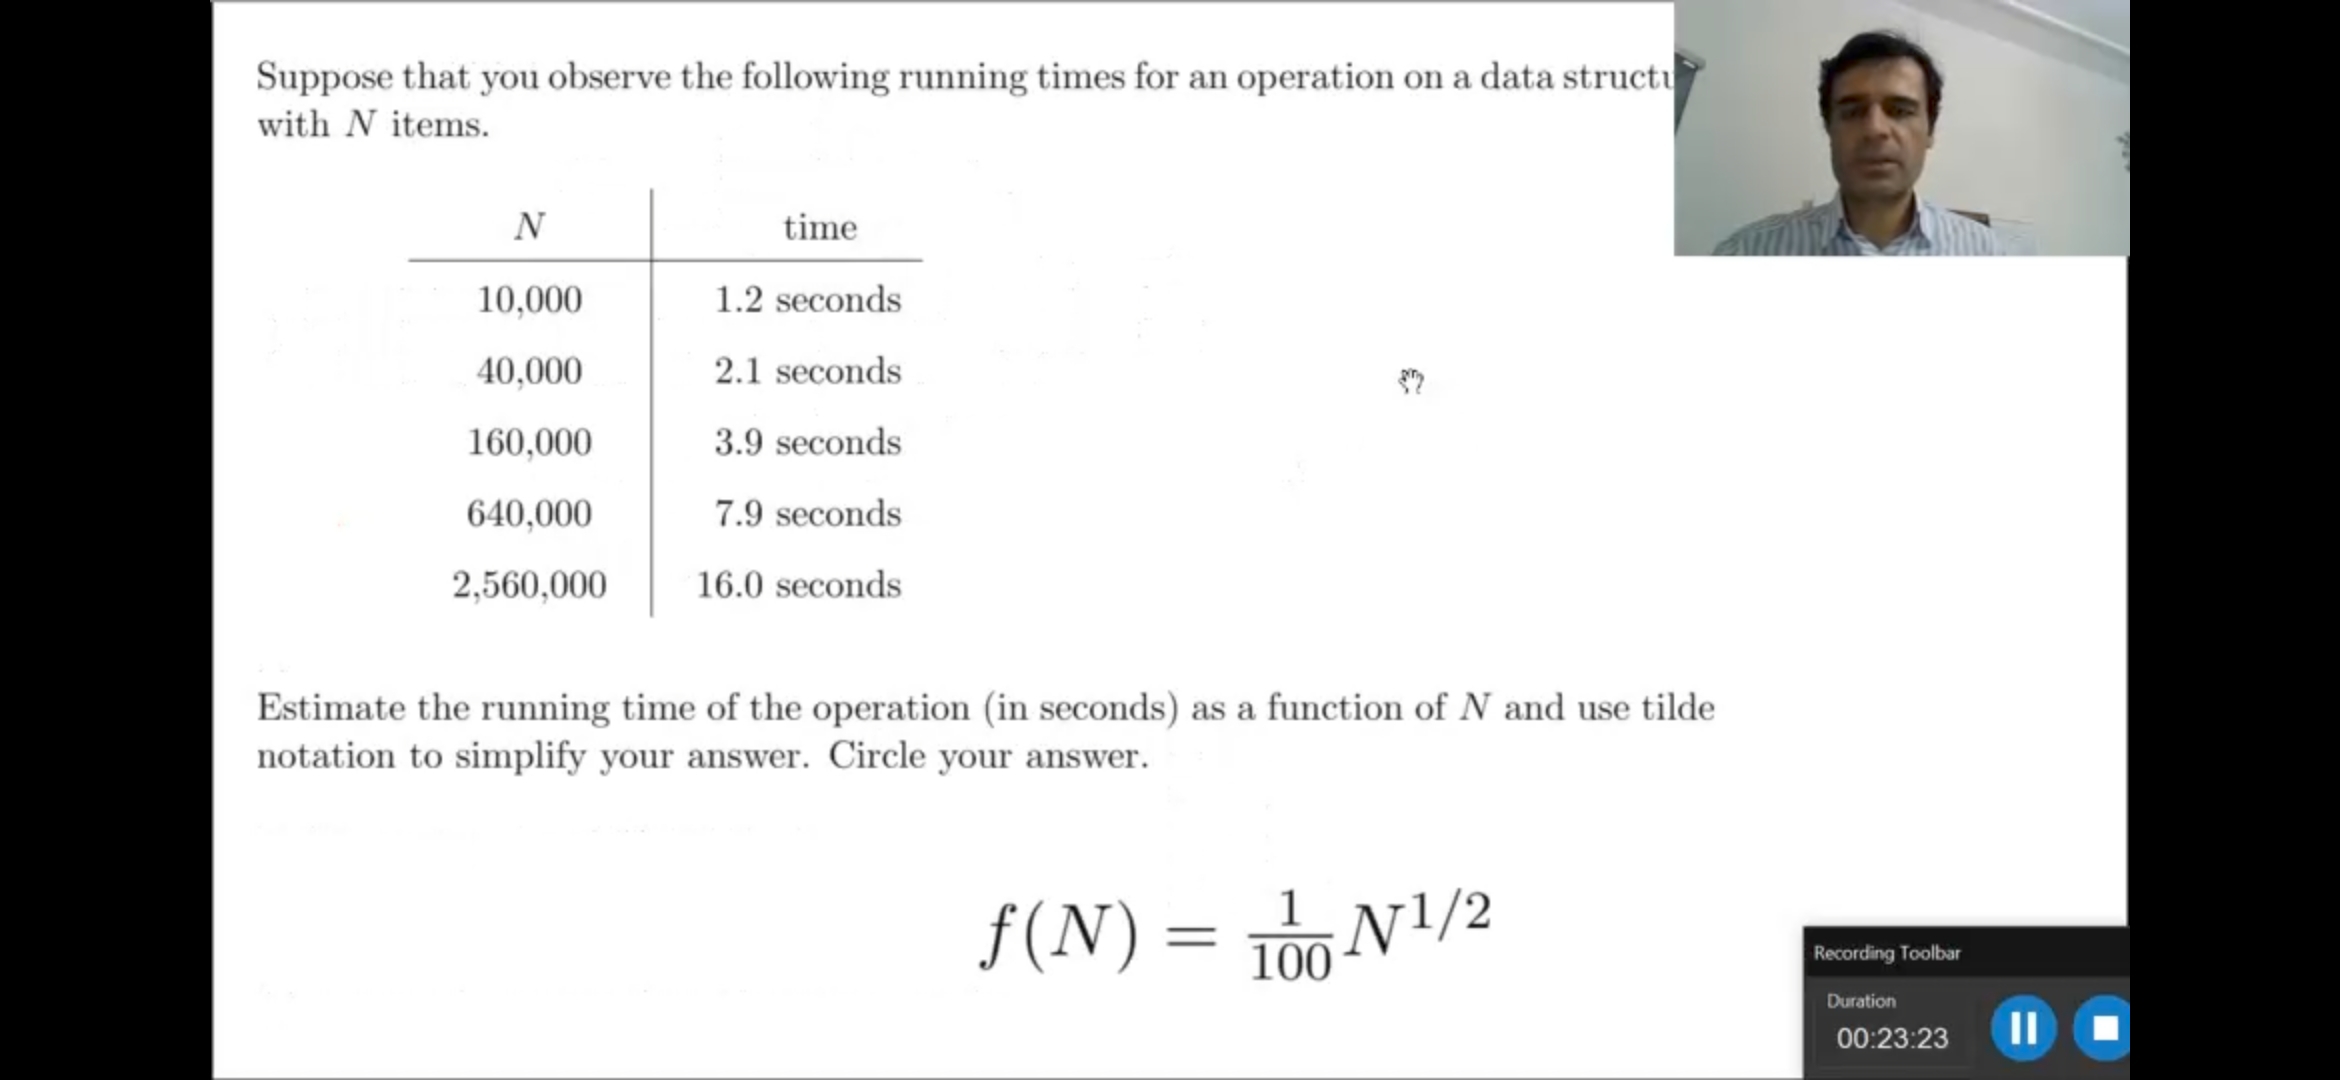 Suppose that you observe the following running times for an operation on a data
with N items.
N time
10,000 1.2 seconds
40,000 2.1 seconds
160,000 3.9 seconds
640,000 7.9 seconds
2,560,000 16.0 seconds
Estimate the running time of the operation (in seconds) as a function of N and use tilde
notation to simplify your answer. Circle your answer.
f(N) = 1/100 N^{1/2}
Recording Toolbar
Duration
00:23:23